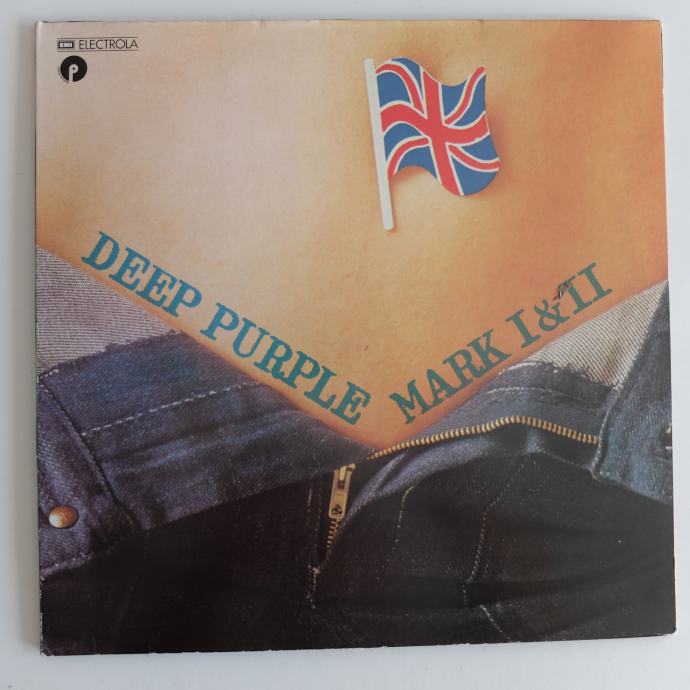 EMI ELECTROLA
P
DEEP PURPLE
MARK I & II